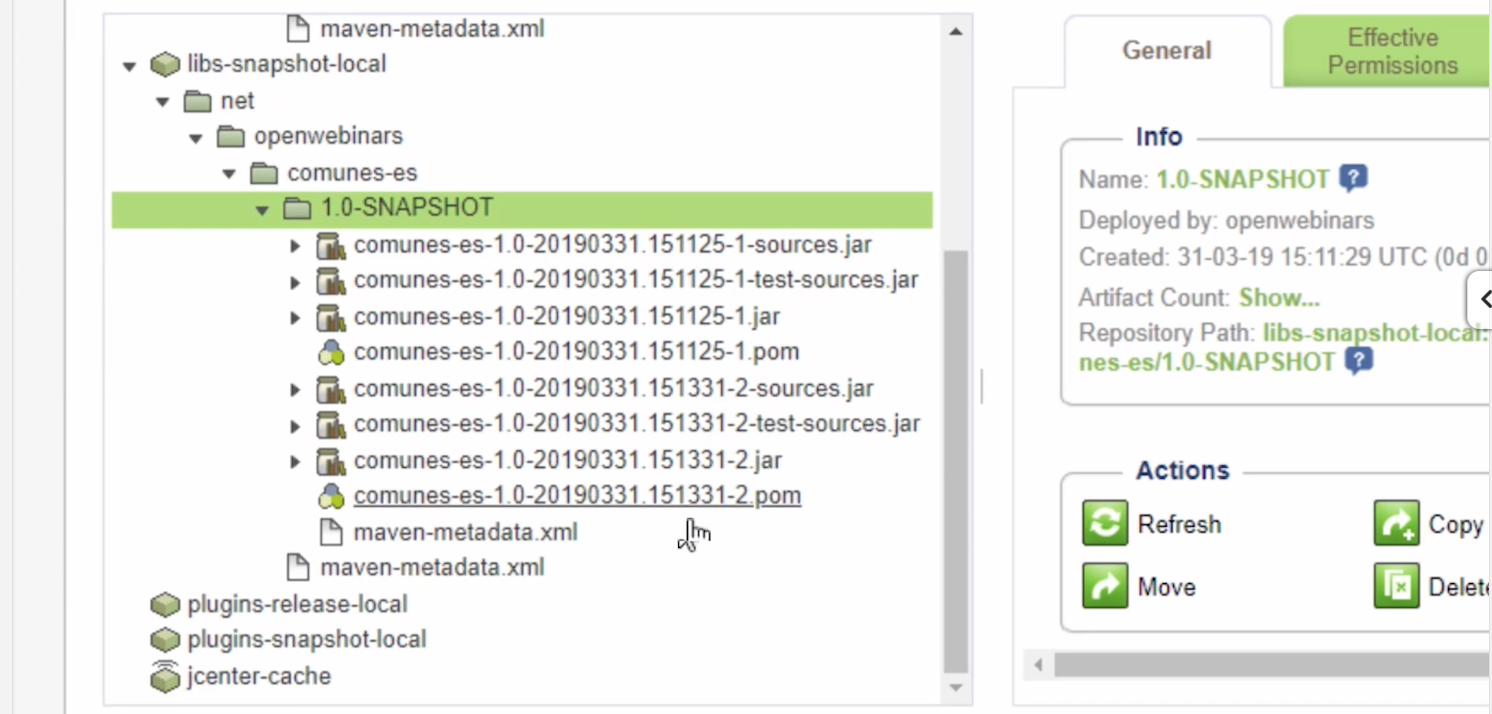 maven-metadata.xml
libs-snapshot-local
net
openwebinars
comunes-es
1.0-SNAPSHOT
comunes-es-1.0-20190331.151125-1-sources.jar
comunes-es-1.0-20190331.151125-1-test-sources.jar
comunes-es-1.0-20190331.151125-1.jar
comunes-es-1.0-20190331.151125-1.pom
comunes-es-1.0-20190331.151331-2-sources.jar
comunes-es-1.0-20190331.151331-2-test-sources.jar
comunes-es-1.0-20190331.151331-2.jar
comunes-es-1.0-20190331.151331-2.pom
maven-metadata.xml
maven-metadata.xml
plugins-release-local
plugins-snapshot-local
jcenter-cache
General
Effective
Permissions
Info
Name: 1.0-SNAPSHOT ?
Deployed by: openwebinars
Created: 31-03-19 15:11:29 UTC (0d 0
Artifact Count: Show...
Repository Path: libs-snapshot-local:
nes-es/1.0-SNAPSHOT ?
Actions
Refresh
Copy
Move
Delete